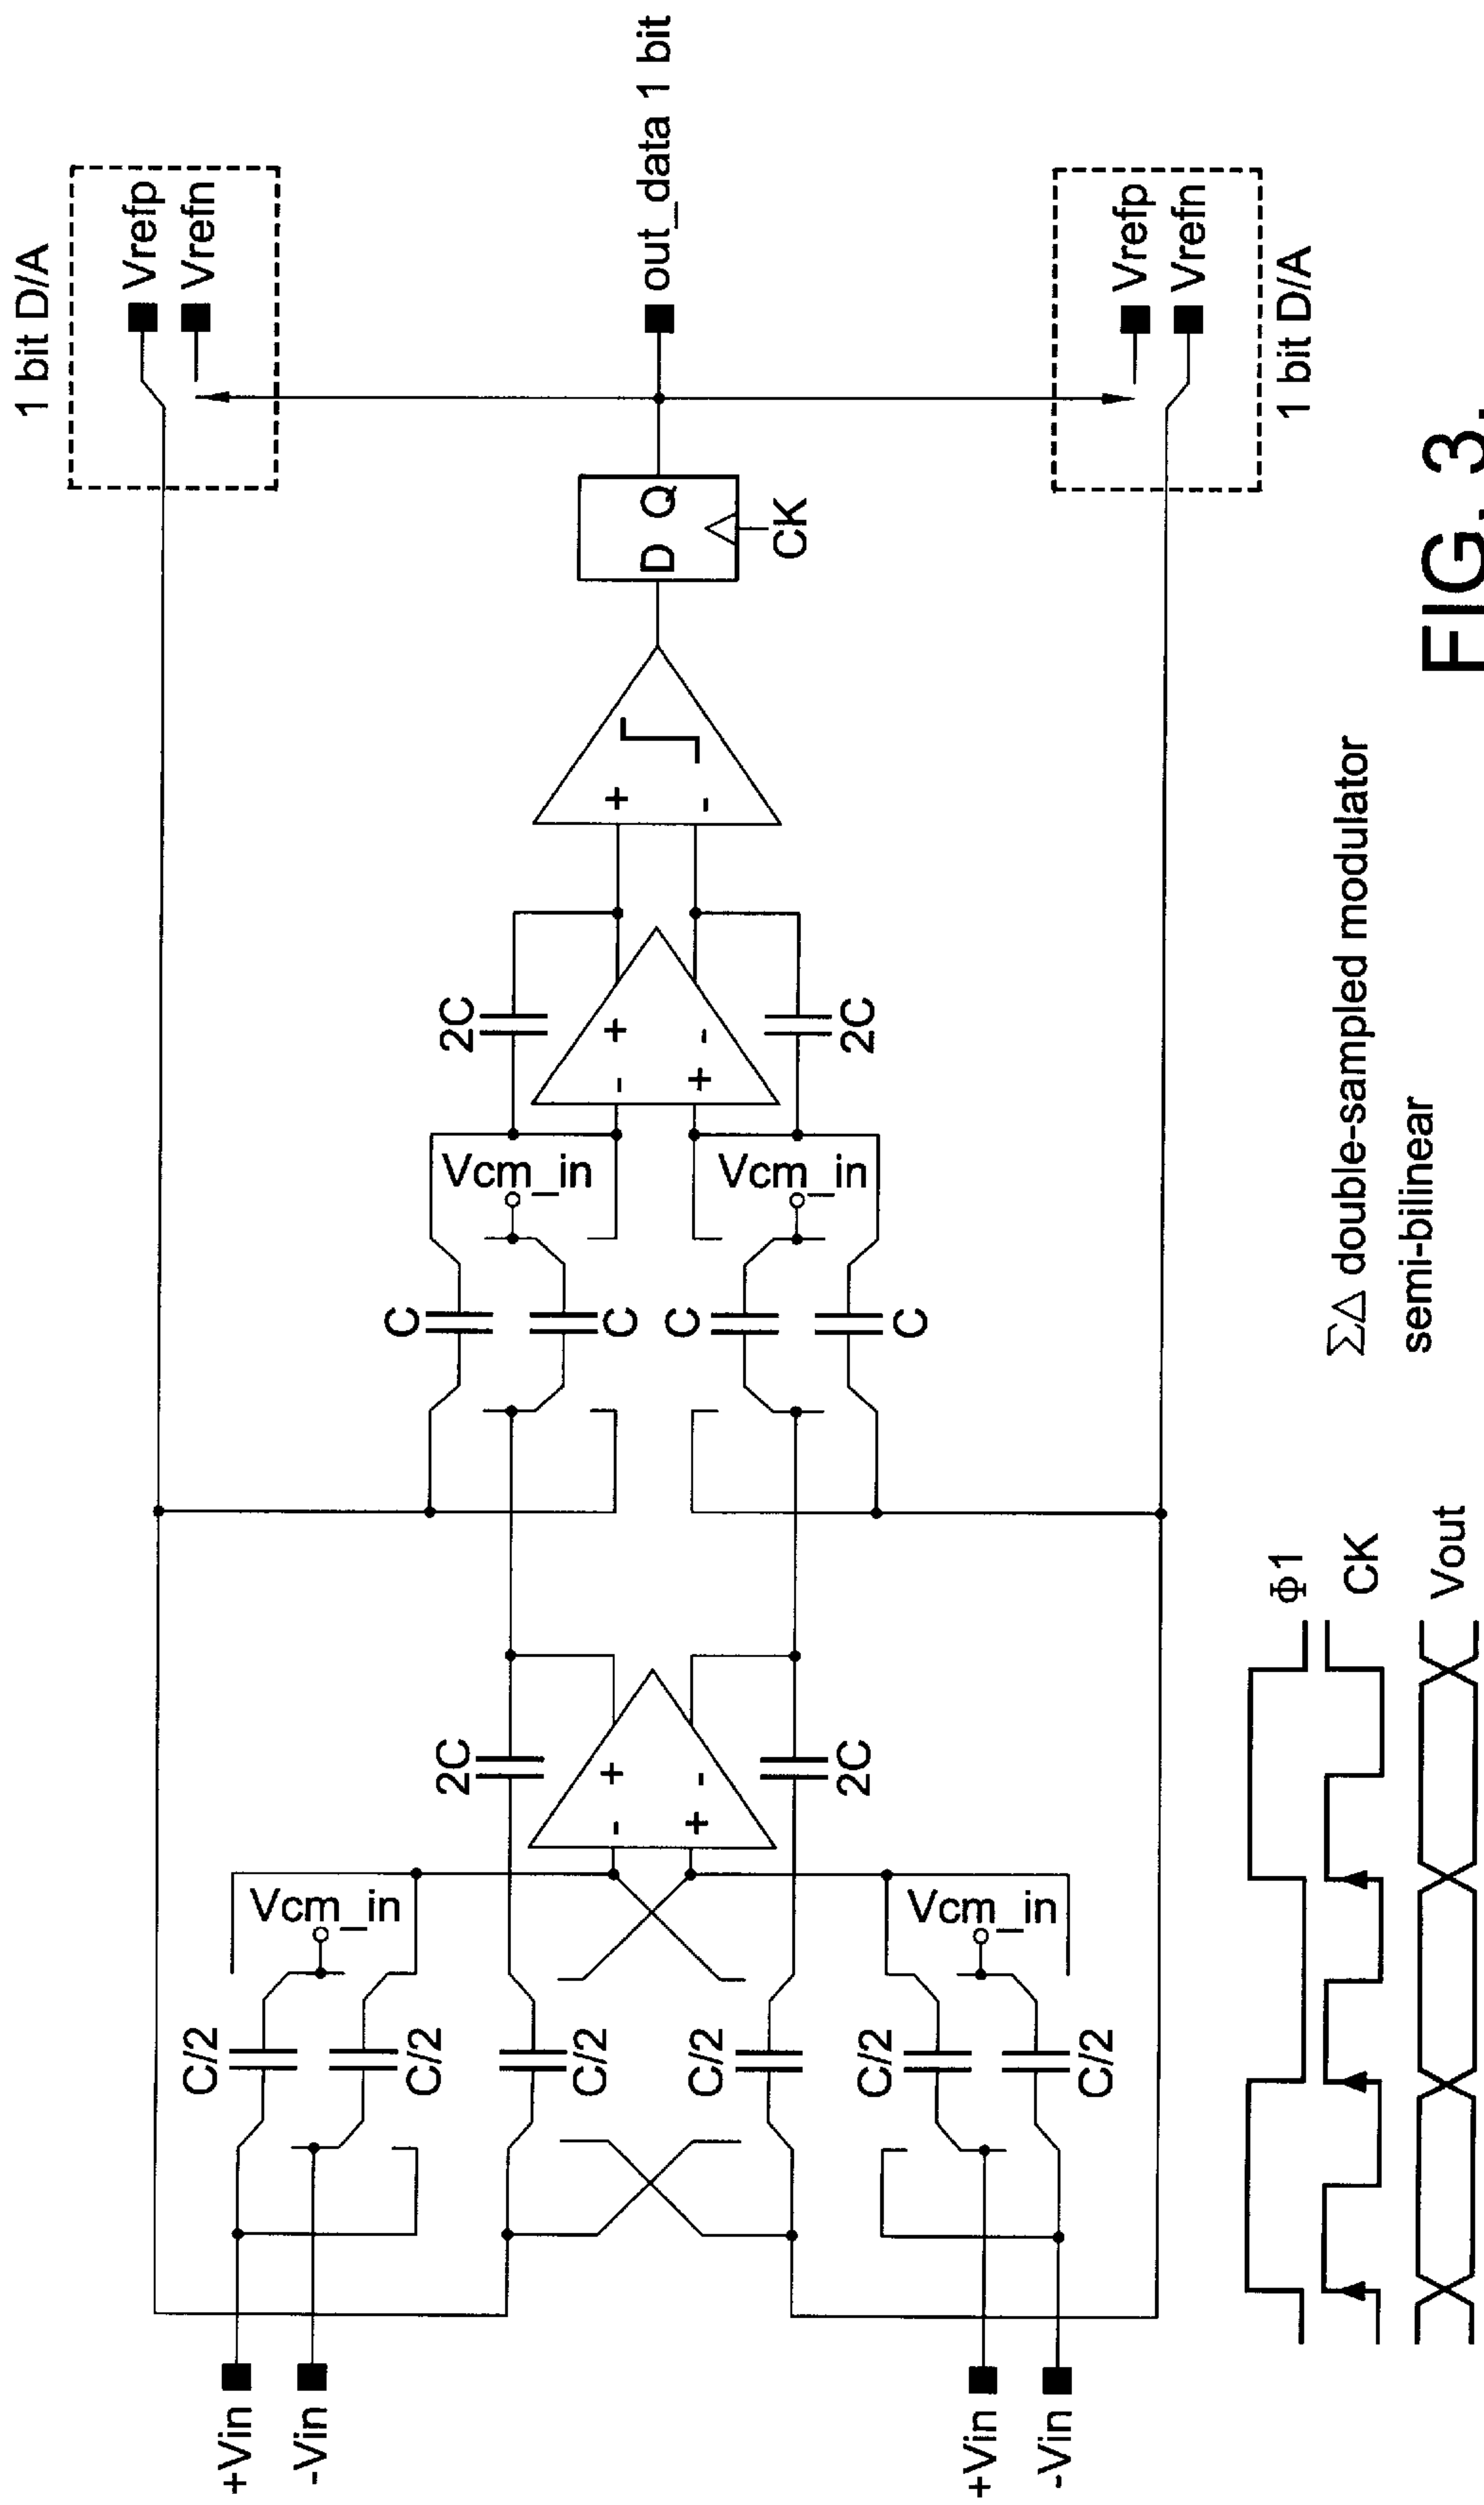 1 bit D/A
Vrefp
Vrefn
+Vin
-Vin
C/2
Vcm_in
C/2
C/2
2C
+
-
-
+
C/2
2C
C/2
Vcm_in
C/2
+Vin
-Vin
C
Vcm_in
C
2C
-
+
+
-
C
Vcm_in
C
2C
+
-
D Q
CK
out_data 1 bit
Vrefp
Vrefn
1 bit D/A
Φ1
CK
Vout
ΣΔ double-sampled modulator
semi-bilinear
FIG. 3.